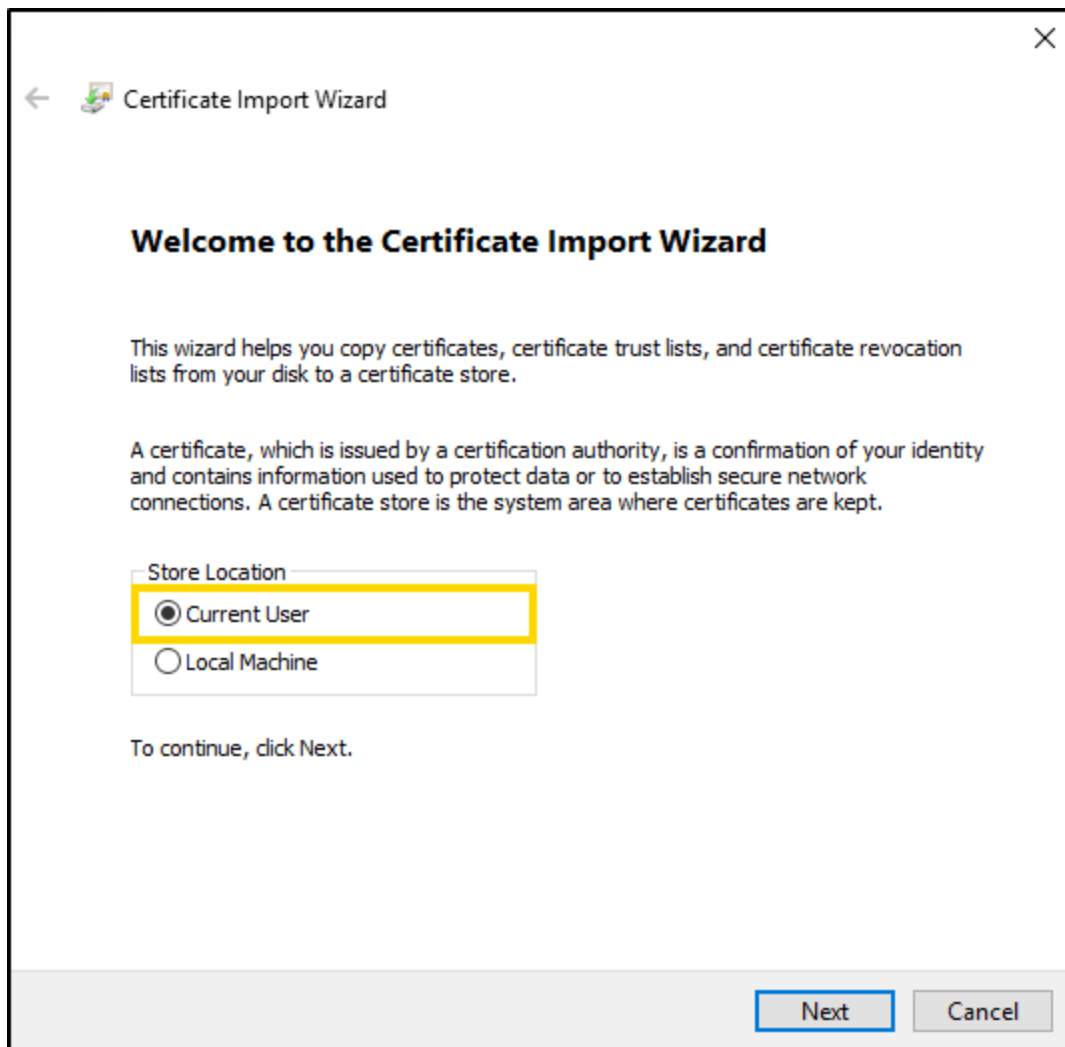 Certificate Import Wizard
Welcome to the Certificate Import Wizard
This wizard helps you copy certificates, certificate trust lists, and certificate revocation
lists from your disk to a certificate store.
A certificate, which is issued by a certification authority, is a confirmation of your identity
and contains information used to protect data or to establish secure network
connections. A certificate store is the system area where certificates are kept.
Store Location
Current User
Local Machine
To continue, click Next.
Next Cancel